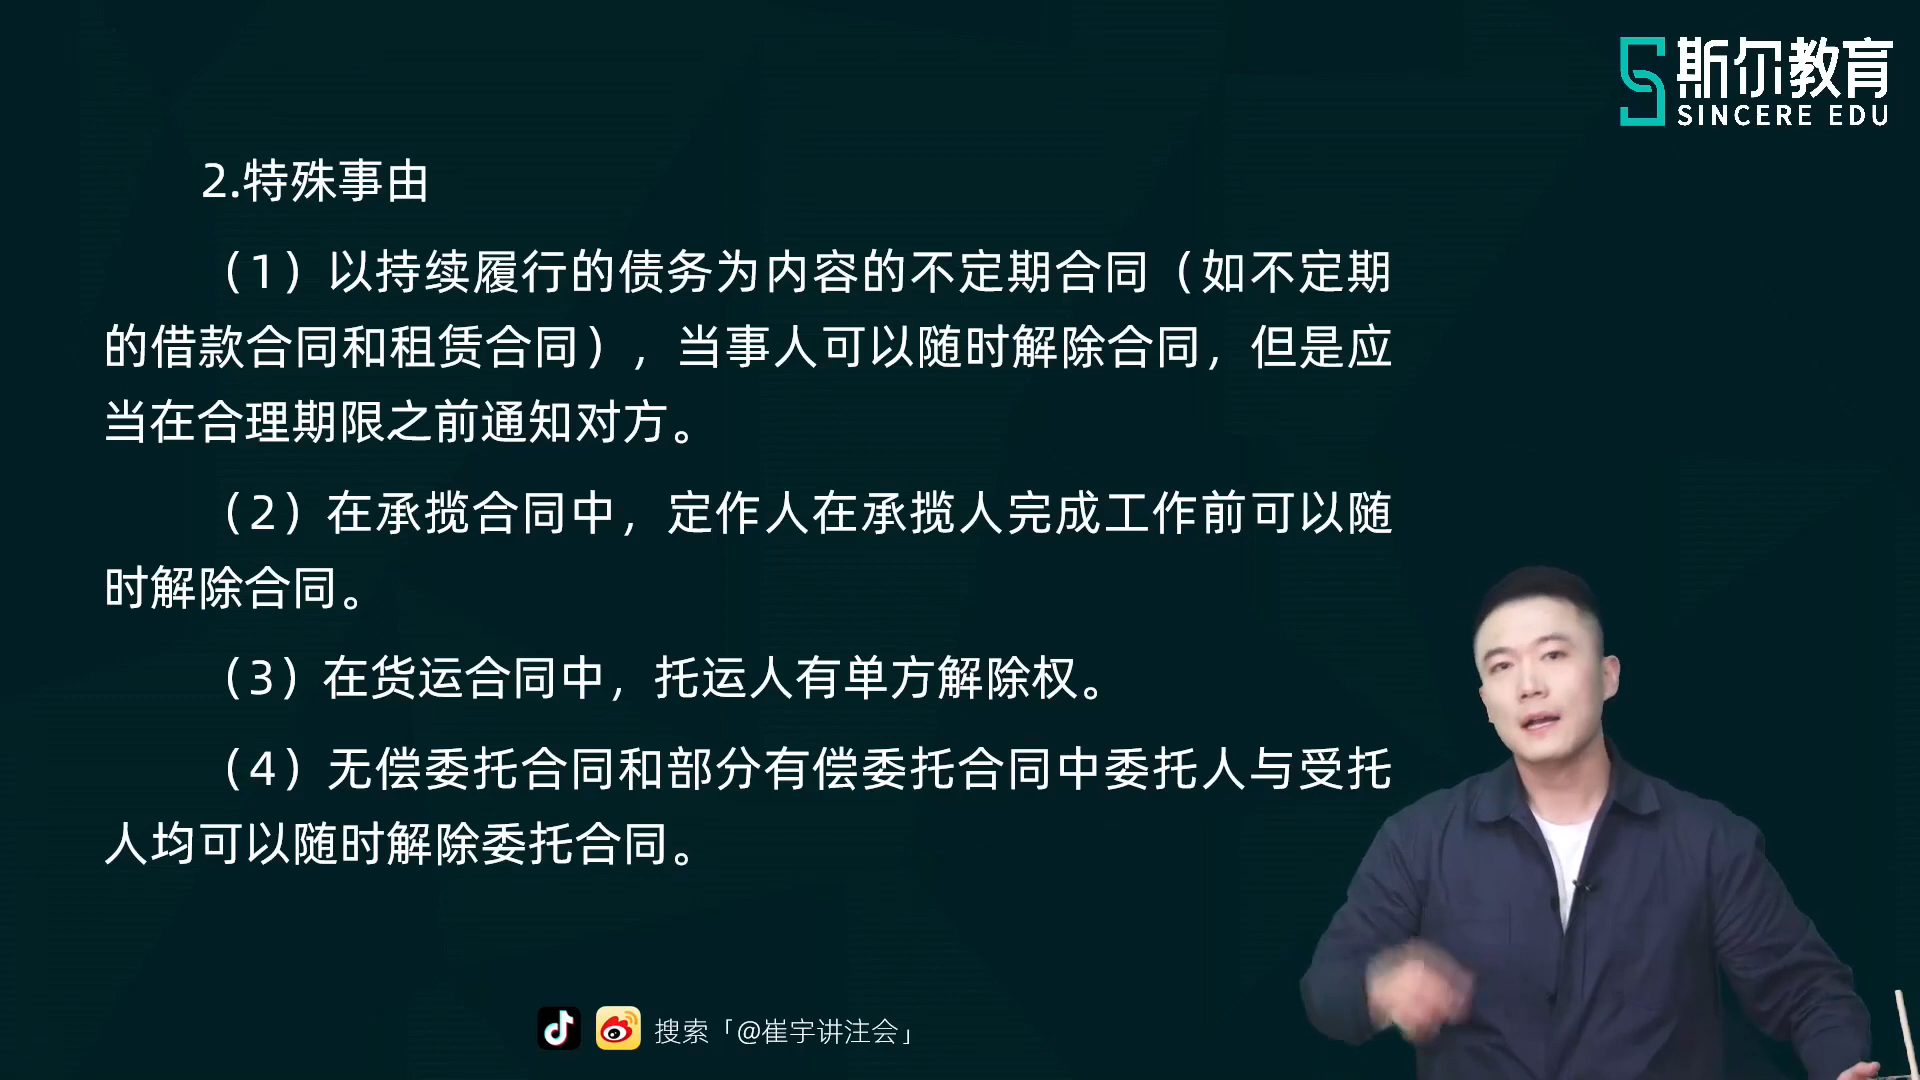 斯尔教育
SINCERE EDU
2.特殊事由
（1）以持续履行的债务为内容的不定期合同（如不定期
的借款合同和租赁合同），当事人可以随时解除合同，但是应
当在合理期限之前通知对方。
（2）在承揽合同中，定作人在承揽人完成工作前可以随
时解除合同。
（3）在货运合同中，托运人有单方解除权。
（4）无偿委托合同和部分有偿委托合同中委托人与受托
人均可以随时解除委托合同。
搜索「@崔宇讲注会」